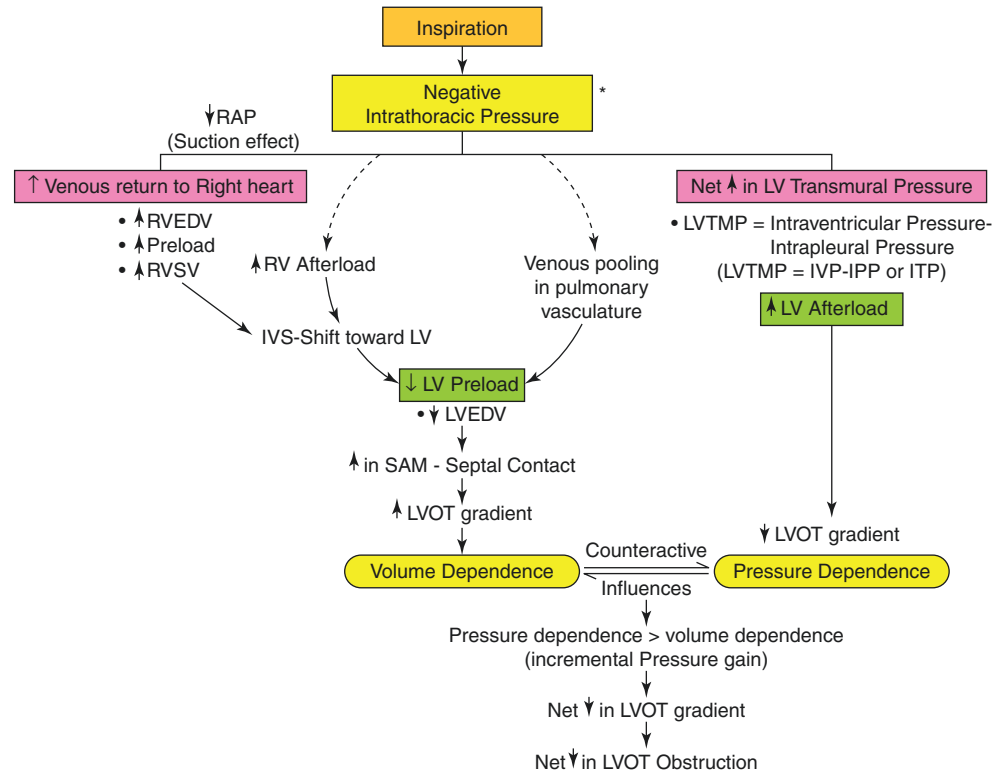 Inspiration
Negative
Intrathoracic Pressure
*
↓RAP
(Suction effect)
↑ Venous return to Right heart
• ↑RVEDV
• ↑Preload
• ↑RVSV
↑RV Afterload
IVS-Shift toward LV
Venous pooling
in pulmonary
vasculature
Net ↑ in LV Transmural Pressure
• LVTMP = Intraventricular Pressure-
Intrapleural Pressure
(LVTMP = IVP-IPP or ITP)
↑ LV Afterload
↓ LV Preload
• ↓ LVEDV
↑ in SAM - Septal Contact
↑ LVOT gradient
↓ LVOT gradient
Volume Dependence
Counteractive
Influences
Pressure Dependence
Pressure dependence > volume dependence
(incremental Pressure gain)
Net ↓ in LVOT gradient
Net ↓ in LVOT Obstruction